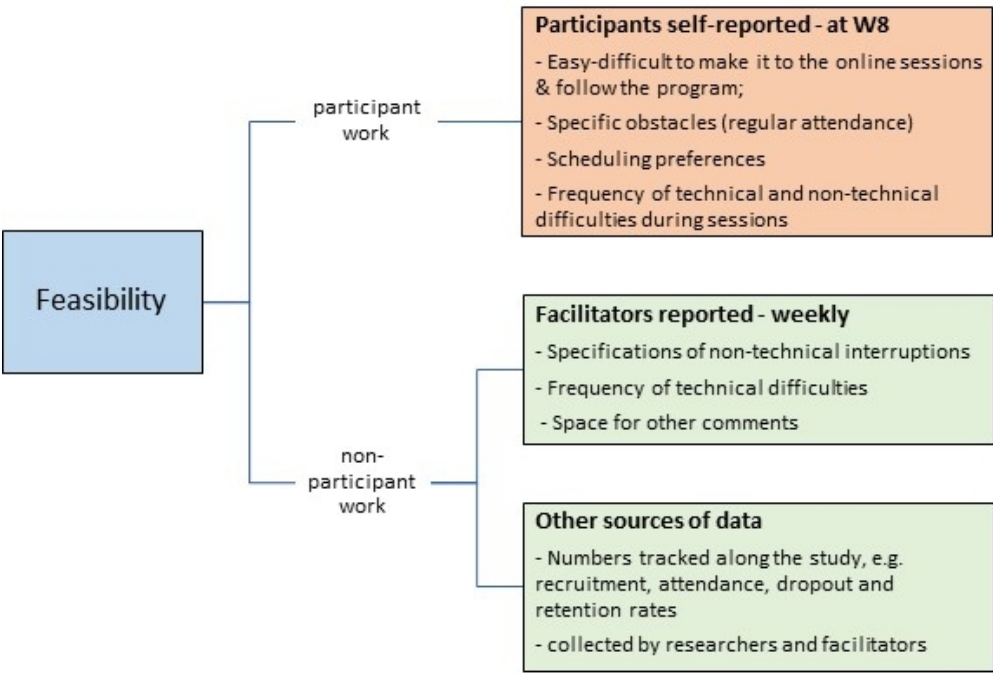 Participants self-reported - at W8
- Easy-difficult to make it to the online sessions
& follow the program;
- Specific obstacles (regular attendance)
- Scheduling preferences
- Frequency of technical and non-technical
difficulties during sessions
participant
work
Feasibility
Facilitators reported - weekly
- Specifications of non-technical interruptions
- Frequency of technical difficulties
- Space for other comments
non-
participant
work
Other sources of data
- Numbers tracked along the study, e.g.
recruitment, attendance, dropout and
retention rates
- collected by researchers and facilitators